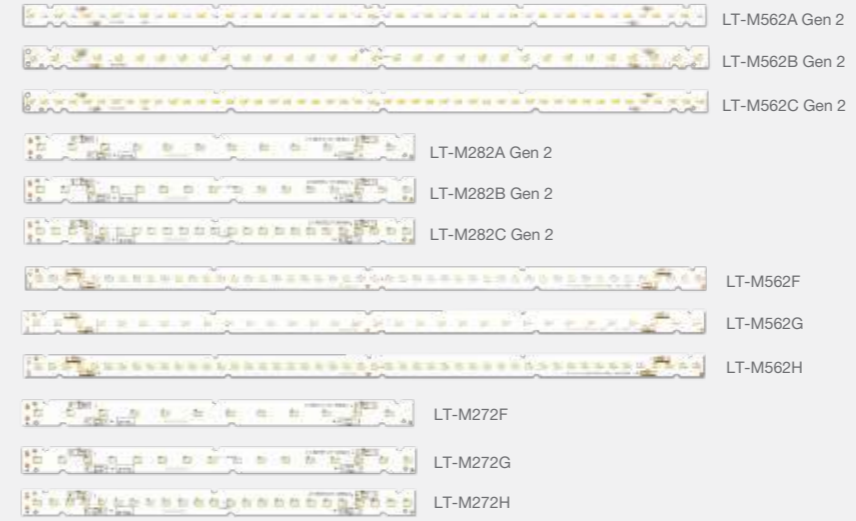 LT-M562A Gen 2
LT-M562B Gen 2
LT-M562C Gen 2
LT-M282A Gen 2
LT-M282B Gen 2
LT-M282C Gen 2
LT-M562F
LT-M562G
LT-M562H
LT-M272F
LT-M272G
LT-M272H